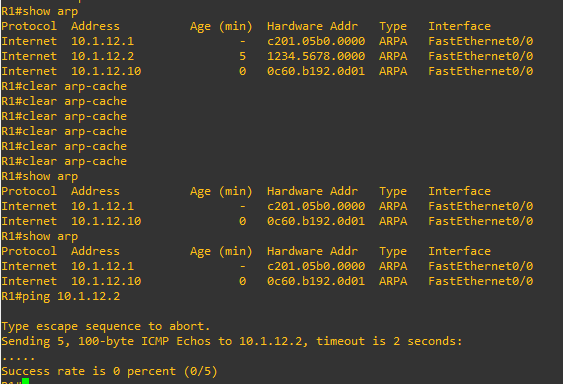 R1#show arp
Protocol  Address          Age (min)  Hardware Addr   Type   Interface
Internet  10.1.12.1               -   c201.05b0.0000  ARPA   FastEthernet0/0
Internet  10.1.12.2               5   1234.5678.0000  ARPA   FastEthernet0/0
Internet  10.1.12.10              0   0c60.b192.0d01  ARPA   FastEthernet0/0
R1#clear arp-cache
R1#clear arp-cache
R1#clear arp-cache
R1#clear arp-cache
R1#clear arp-cache
R1#clear arp-cache
R1#show arp
Protocol  Address          Age (min)  Hardware Addr   Type   Interface
Internet  10.1.12.1               -   c201.05b0.0000  ARPA   FastEthernet0/0
Internet  10.1.12.10              0   0c60.b192.0d01  ARPA   FastEthernet0/0
R1#show arp
Protocol  Address          Age (min)  Hardware Addr   Type   Interface
Internet  10.1.12.1               -   c201.05b0.0000  ARPA   FastEthernet0/0
Internet  10.1.12.10              0   0c60.b192.0d01  ARPA   FastEthernet0/0
R1#ping 10.1.12.2
Type escape sequence to abort.
Sending 5, 100-byte ICMP Echos to 10.1.12.2, timeout is 2 seconds:
.....
Success rate is 0 percent (0/5)
R1#